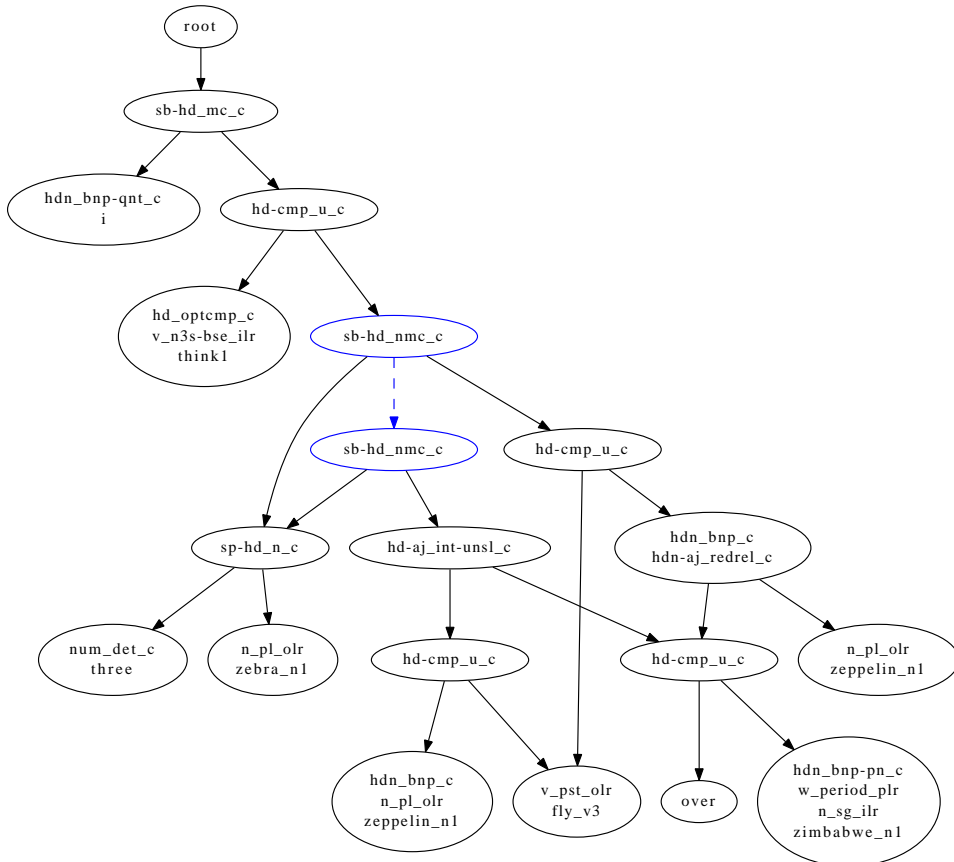 root
sb-hd_mc_c
hdn_bnp-qnt_c
i
hd-cmp_u_c
hd_optcmp_c
v_n3s-bse_ilr
think1
sb-hd_nmc_c
sb-hd_nmc_c
hd-cmp_u_c
sp-hd_n_c
hd-aj_int-unsl_c
hdn_bnp_c
hdn-aj_redrel_c
num_det_c
three
n_pl_olr
zebra_n1
hd-cmp_u_c
hd-cmp_u_c
n_pl_olr
zeppelin_n1
hdn_bnp_c
n_pl_olr
zeppelin_n1
v_pst_olr
fly_v3
over
hdn_bnp-pn_c
w_period_plr
n_sg_ilr
zimbabwe_n1